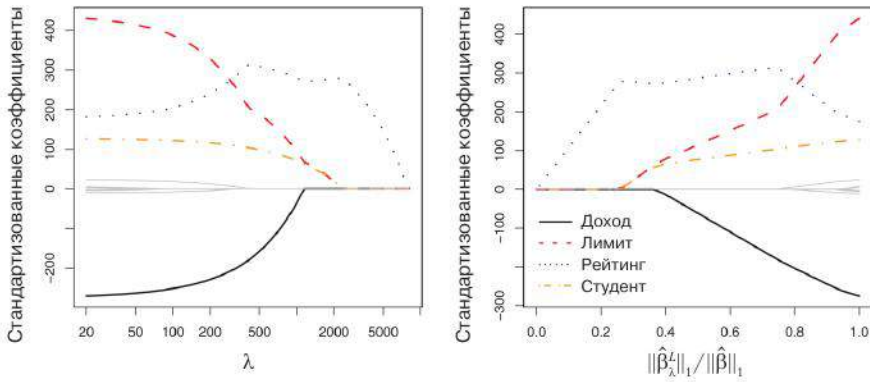 Стандартизованные коэффициенты
400
300
200
100
0
-200
20 50 100 200 500 2000 5000
λ
Стандартизованные коэффициенты
400
300
200
100
0
-100
-300
Доход
Лимит
Рейтинг
Студент
0.0 0.2 0.4 0.6 0.8 1.0
||β̂λᴸ||₁/||β̂||₁